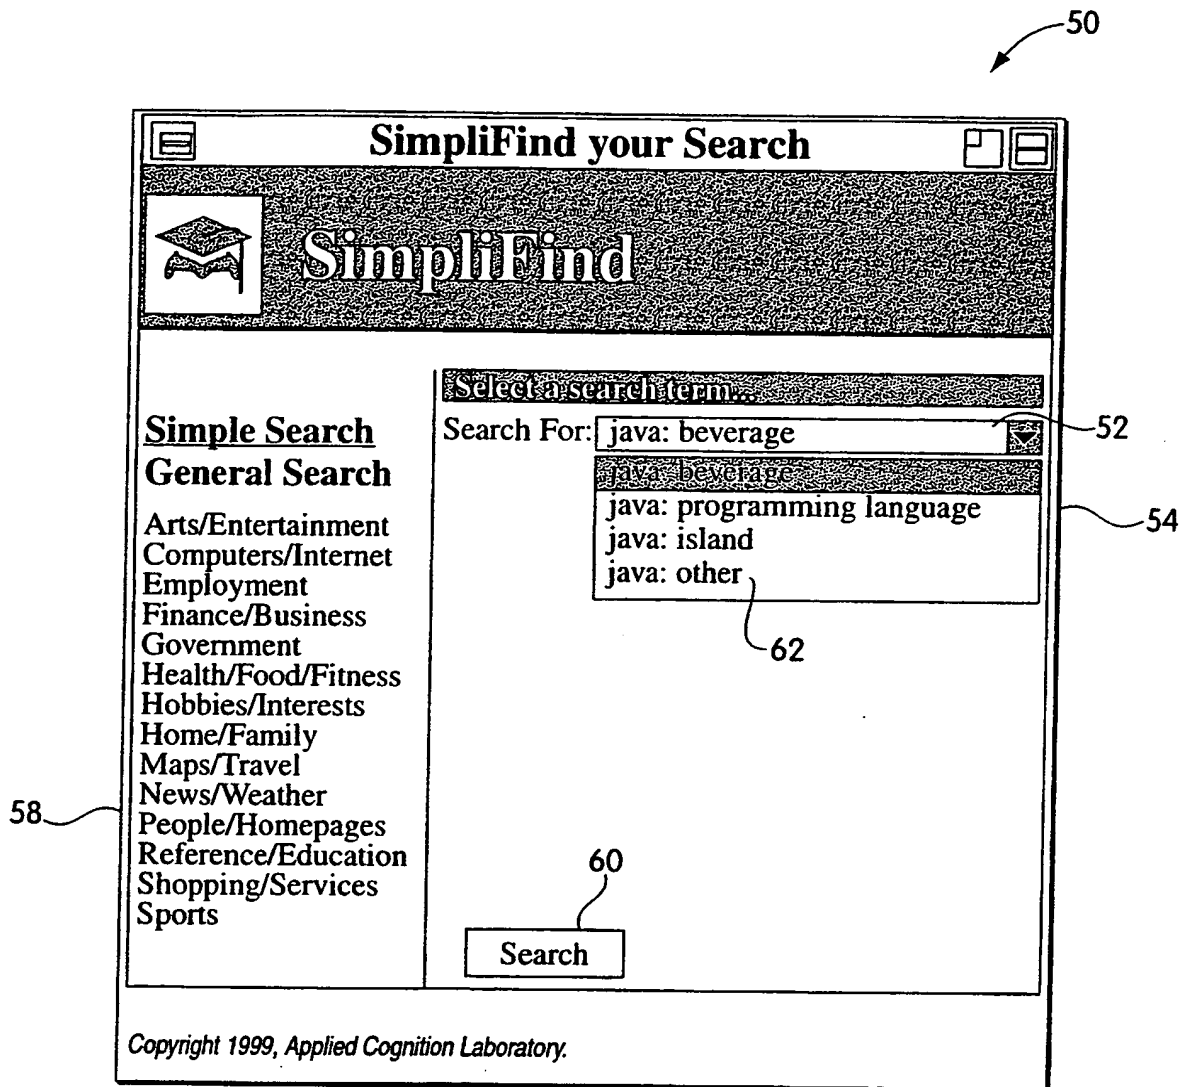 50
SimpliFind your Search
SimpliFind
Select a search term...
Simple Search
General Search
Arts/Entertainment
Computers/Internet
Employment
Finance/Business
Government
Health/Food/Fitness
Hobbies/Interests
Home/Family
Maps/Travel
News/Weather
People/Homepages
Reference/Education
Shopping/Services
Sports
58
Search For: java: beverage
52
java: beverage
java: programming language
java: island
java: other
54
62
60
Search
Copyright 1999, Applied Cognition Laboratory.